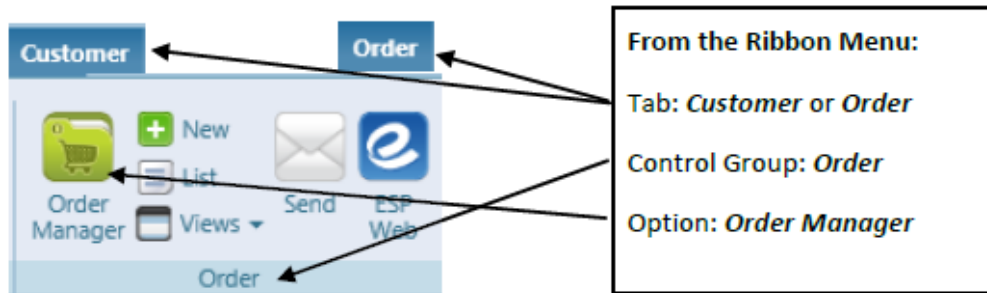 Customer
Order
New
List
Views
Order
Manager
Send
ESP
Web
Order
From the Ribbon Menu:
Tab: Customer or Order
Control Group: Order
Option: Order Manager